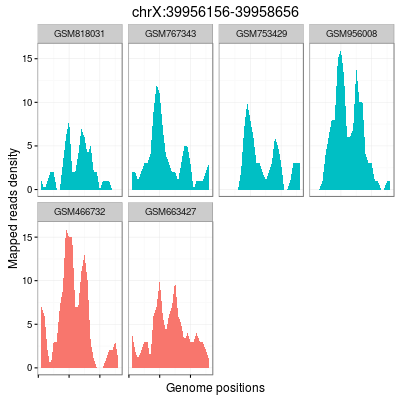 chrX:39956156-39958656
GSM818031 GSM767343 GSM753429 GSM956008
15
10
5
0
GSM466732 GSM663427
15
10
5
0
Mapped reads density
Genome positions